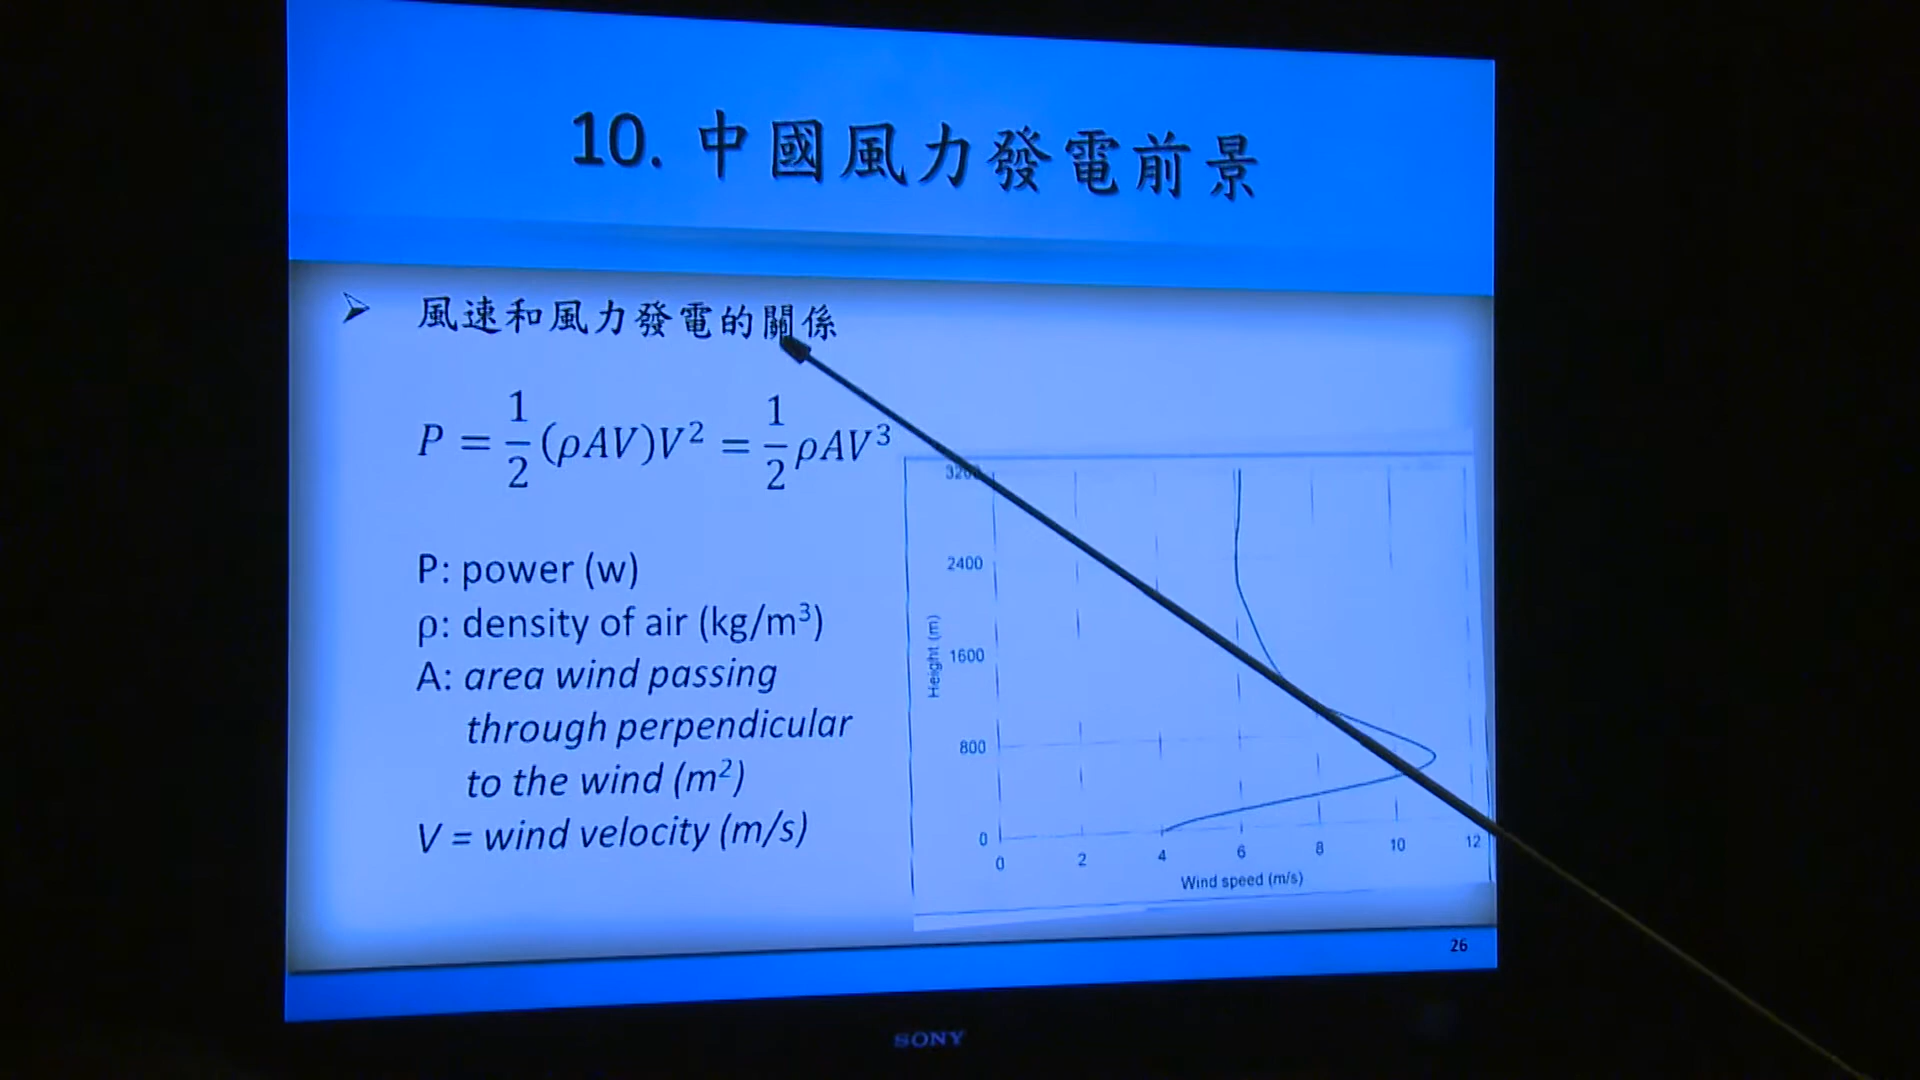 10. 中國風力發電前景
➢ 風速和風力發電的關係
P = 1/2 (ρAV)V² = 1/2 ρAV³
P: power (w)
ρ: density of air (kg/m³)
A: area wind passing
through perpendicular
to the wind (m²)
V = wind velocity (m/s)
3200
2400
1600
800
0
Height (m)
0 2 4 6 8 10 12
Wind speed (m/s)
26
SONY